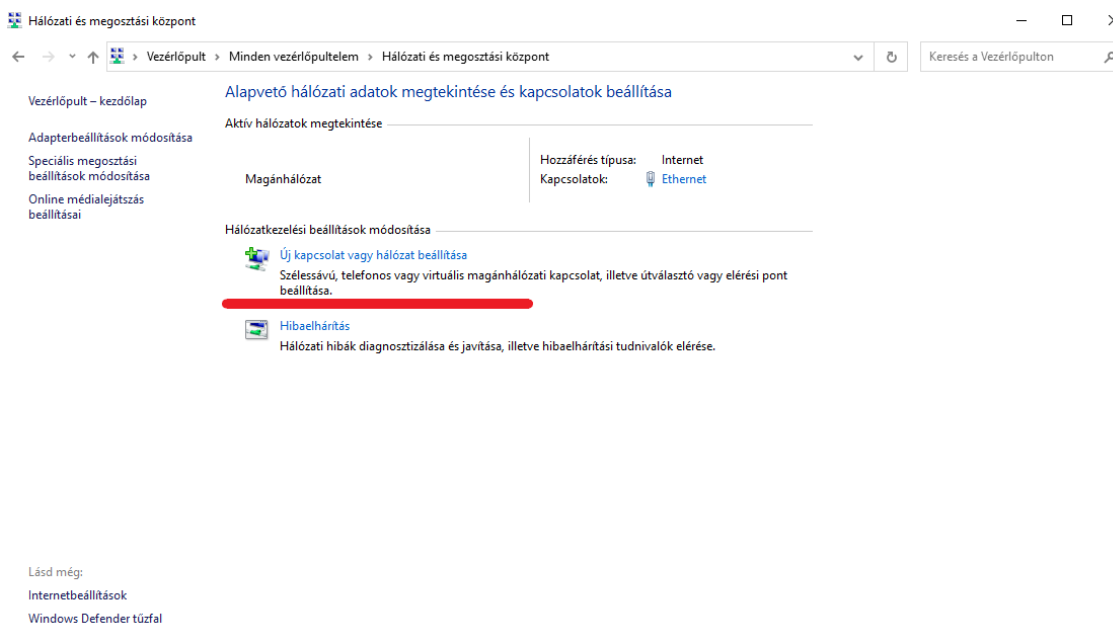 Hálózati és megosztási központ
Vezérlőpult > Minden vezérlőpultelem > Hálózati és megosztási központ
Keresés a Vezérlőpulton
Vezérlőpult – kezdőlap
Adapterbeállítások módosítása
Speciális megosztási
beállítások módosítása
Online médialejátszás
beállításai
Alapvető hálózati adatok megtekintése és kapcsolatok beállítása
Aktív hálózatok megtekintése
Magánhálózat
Hozzáférés típusa: Internet
Kapcsolatok: Ethernet
Hálózatkezelési beállítások módosítása
Új kapcsolat vagy hálózat beállítása
Szélessávú, telefonos vagy virtuális magánhálózati kapcsolat, illetve útválasztó vagy elérési pont
beállítása.
Hibaelhárítás
Hálózati hibák diagnosztizálása és javítása, illetve hibaelhárítási tudnivalók elérése.
Lásd még:
Internetbeállítások
Windows Defender tűzfal